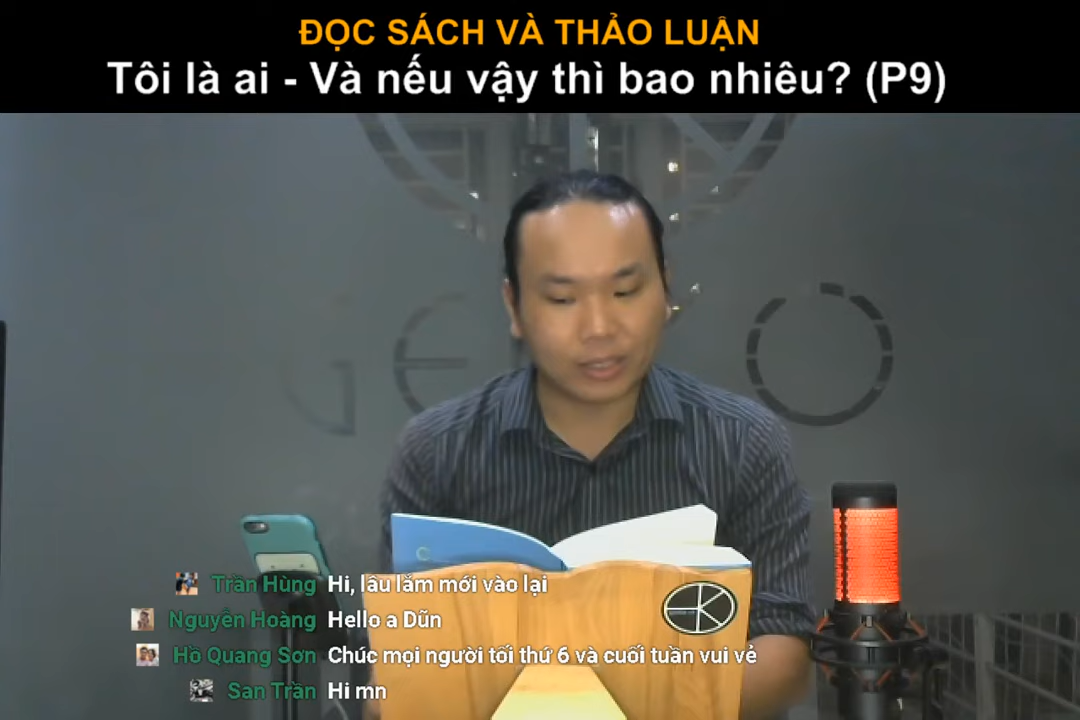 ĐỌC SÁCH VÀ THẢO LUẬN
Tôi là ai - Và nếu vậy thì bao nhiêu? (P9)
Trần Hùng Hi, lâu lắm mới vào lại
Nguyên Hoàng Hello a Dũn
Hồ Quang Sơn Chúc mọi người tối thứ 6 và cuối tuần vui vẻ
San Trần Hi mn